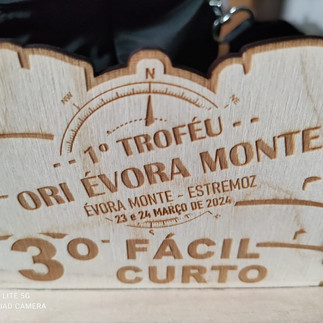 N
NW
1º TROFÉU
ORI ÉVORA MONTE
ÉVORA MONTE - ESTREMOZ
23 e 24 MARÇO DE 2024
3º FÁCIL
CURTO
LITE 5G
QUAD CAMERA